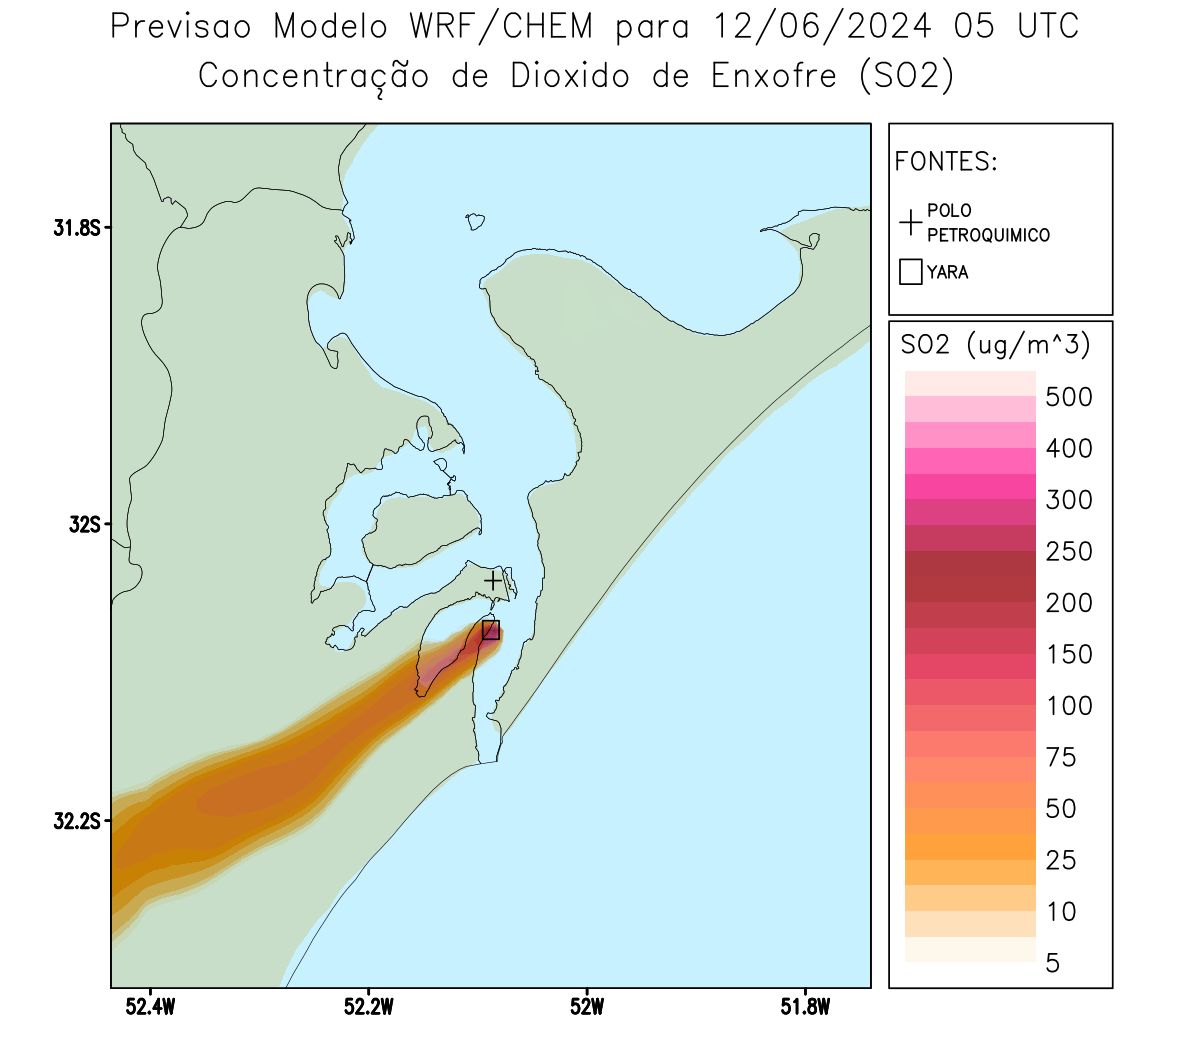 Previsao Modelo WRF/CHEM para 12/06/2024 05 UTC
Concentração de Dioxido de Enxofre (SO2)
FONTES:
POLO
PETROQUIMICO
YARA
SO2 (ug/m^3)
500
400
300
250
200
150
100
75
50
25
10
5
31.8S
32S
32.2S
52.4W
52.2W
52W
51.8W